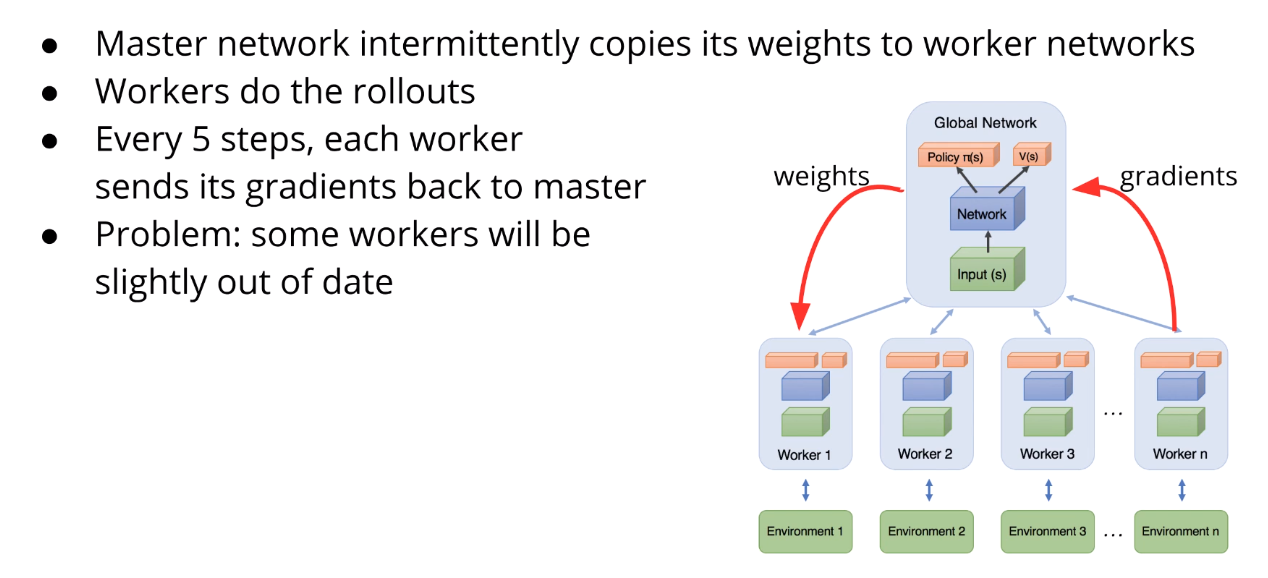 ● Master network intermittently copies its weights to worker networks
● Workers do the rollouts
● Every 5 steps, each worker
sends its gradients back to master
● Problem: some workers will be
slightly out of date
Global Network
Policy π(s) V(s)
weights
gradients
Network
Input (s)
...
Worker 1 Worker 2 Worker 3 Worker n
Environment 1 Environment 2 Environment 3 ... Environment n